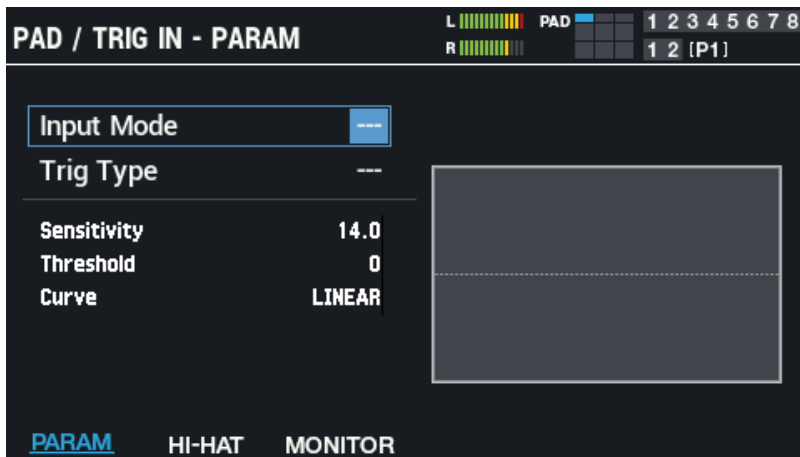 PAD / TRIG IN - PARAM
L PAD 1 2 3 4 5 6 7 8
R 1 2 [P1]
Input Mode ---
Trig Type ---
Sensitivity 14.0
Threshold 0
Curve LINEAR
PARAM HI-HAT MONITOR